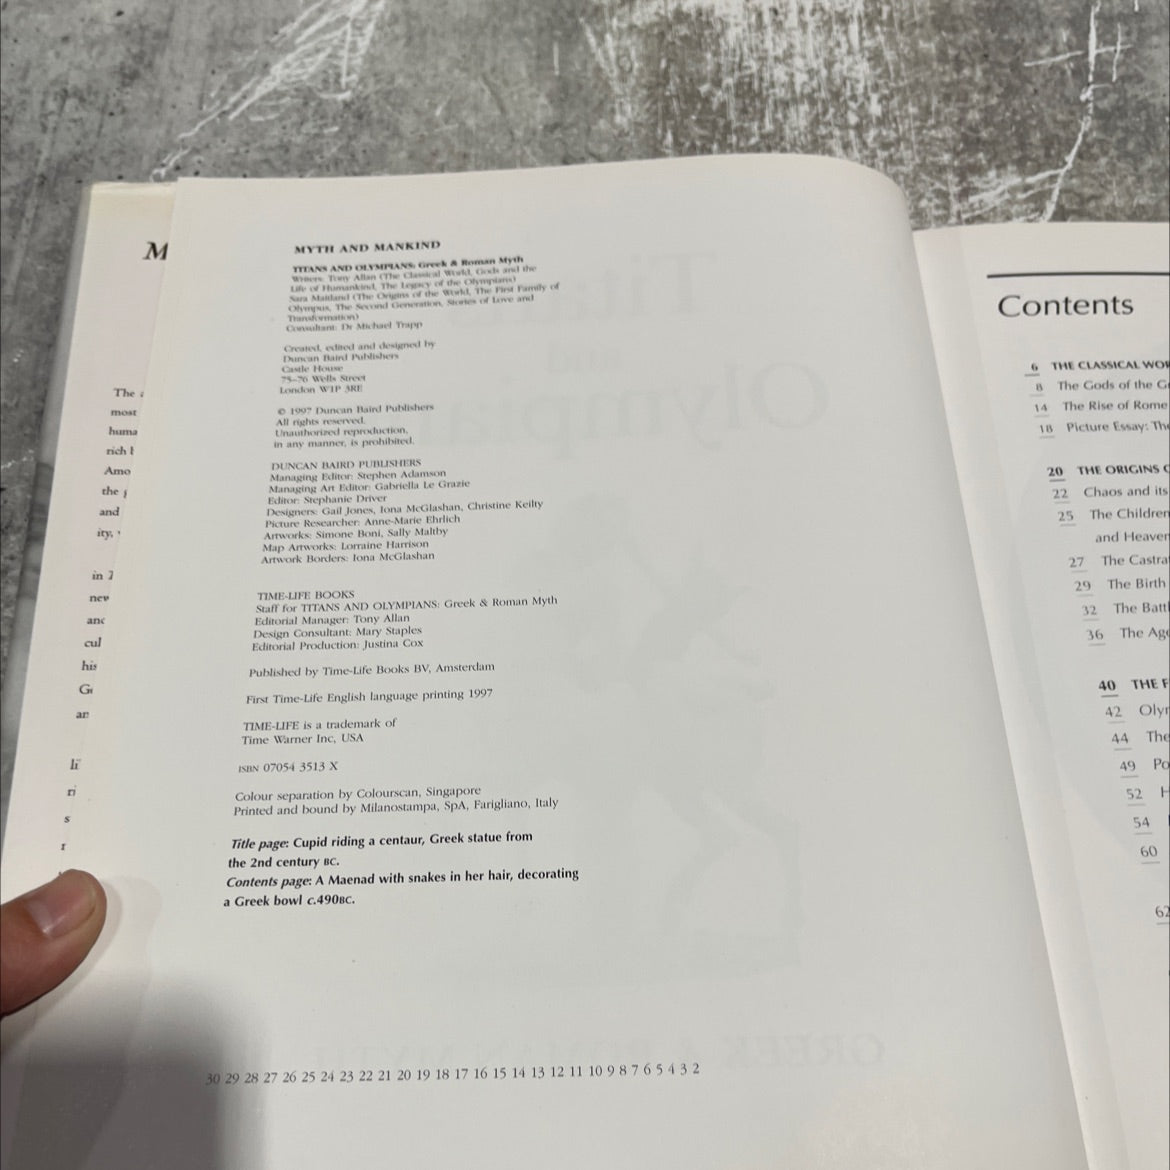 M
The
most
huma
rich
Amo
the
and
ity,
in
new
anc
cul
his
MYTH AND MANKIND
TITANS AND OLYMPIANS: Greek & Roman Myth
Writers: Tony Allan (The Classical World, Gods and the
Life of Humankind, The Legacy of the Olympians)
Sara Maitland (The Origins of the World, The First Family of
Olympus, The Second Generation, Stories of Love and
Transformation)
Consultant: Dr Michael Trapp
Created, edited and designed by
Duncan Baird Publishers
Castle House
75–76 Wells Street
London W1P 3RE
© 1997 Duncan Baird Publishers
All rights reserved.
Unauthorized reproduction,
in any manner, is prohibited.
DUNCAN BAIRD PUBLISHERS
Managing Editor: Stephen Adamson
Managing Art Editor: Gabriella Le Grazie
Editor: Stephanie Driver
Designers: Gail Jones, Iona McGlashan, Christine Keilty
Picture Researcher: Anne-Marie Ehrlich
Artworks: Simone Boni, Sally Maltby
Map Artworks: Lorraine Harrison
Artwork Borders: Iona McGlashan
TIME-LIFE BOOKS
Staff for TITANS AND OLYMPIANS: Greek & Roman Myth
Editorial Manager: Tony Allan
Design Consultant: Mary Staples
Editorial Production: Justina Cox
Published by Time-Life Books BV, Amsterdam
First Time-Life English language printing 1997
TIME-LIFE is a trademark of
Time Warner Inc, USA
ISBN 07054 3513 X
Colour separation by Colourscan, Singapore
Printed and bound by Milanostampa, SpA, Farigliano, Italy
Title page: Cupid riding a centaur, Greek statue from
the 2nd century BC.
Contents page: A Maenad with snakes in her hair, decorating
a Greek bowl c.490BC.
30 29 28 27 26 25 24 23 22 21 20 19 18 17 16 15 14 13 12 11 10 9 8 7 6 5 4 3 2
Contents
6 THE CLASSICAL WOR
8 The Gods of the G
14 The Rise of Rome
18 Picture Essay: The
20 THE ORIGINS
22 Chaos and its
25 The Children
and Heaven
27 The Castra
29 The Birth
32 The Batt
36 The Age
40 THE F
42 Oly
44 The
49 Po
52 H
54
60
62